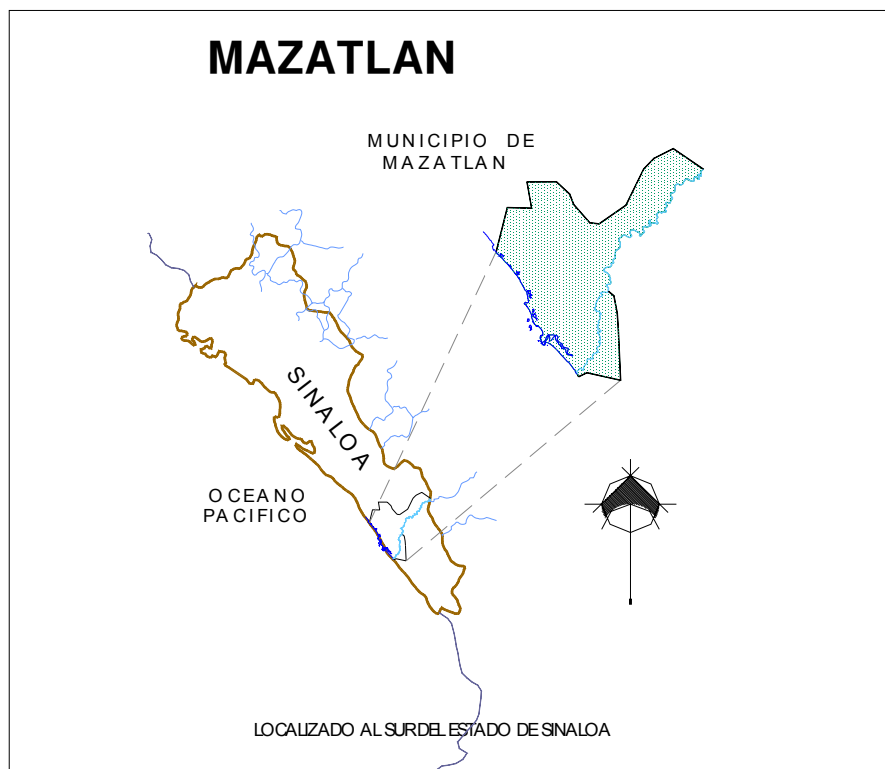 MAZATLAN
MUNICIPIO DE
MAZATLAN
SINALOA
OCEANO
PACIFICO
LOCALIZADO AL SUR DEL ESTADO DE SINALOA